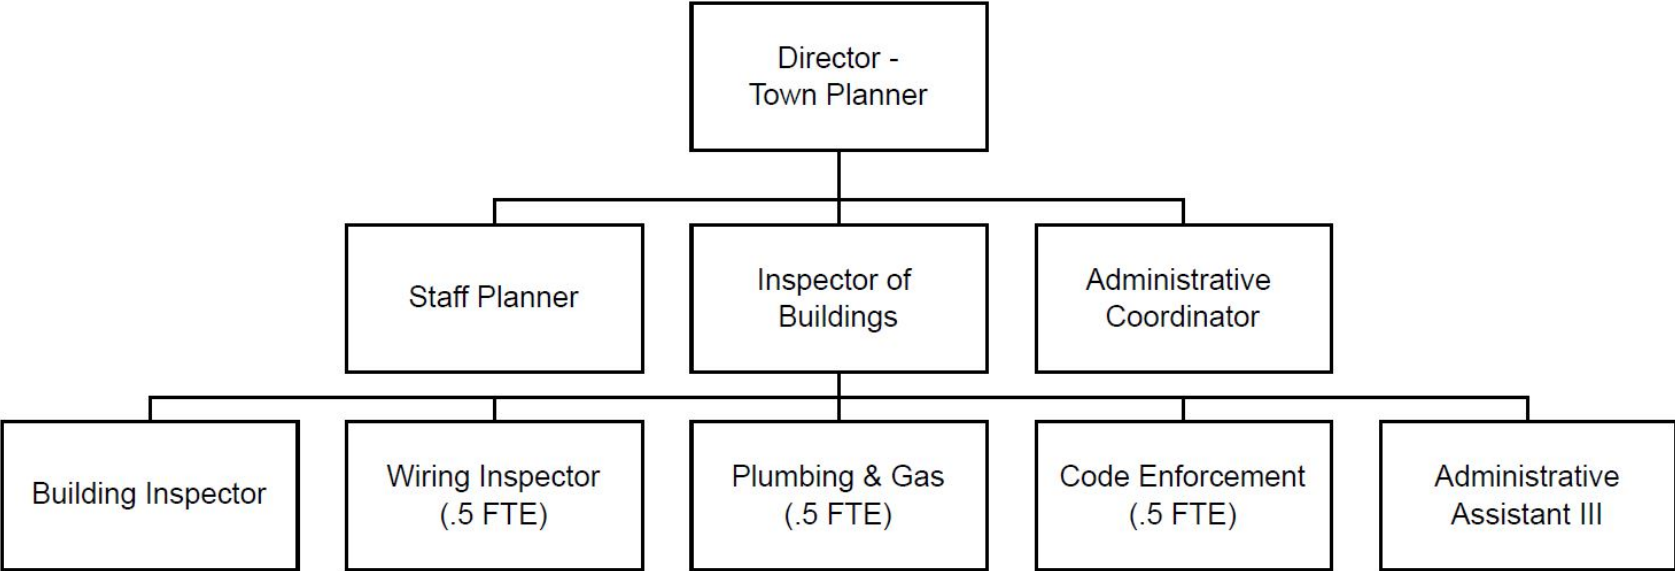 Director -
Town Planner
Staff Planner
Inspector of
Buildings
Administrative
Coordinator
Building Inspector
Wiring Inspector
(.5 FTE)
Plumbing & Gas
(.5 FTE)
Code Enforcement
(.5 FTE)
Administrative
Assistant III